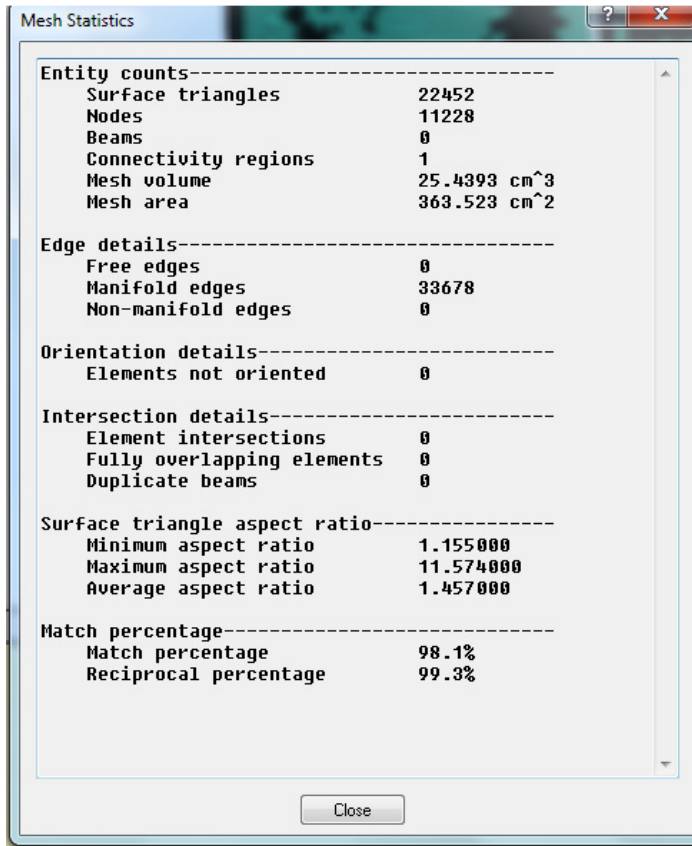 Mesh Statistics
? X
Entity counts--------------------------------
Surface triangles 22452
Nodes 11228
Beams 0
Connectivity regions 1
Mesh volume 25.4393 cm^3
Mesh area 363.523 cm^2
Edge details---------------------------------
Free edges 0
Manifold edges 33678
Non-manifold edges 0
Orientation details--------------------------
Elements not oriented 0
Intersection details-------------------------
Element intersections 0
Fully overlapping elements 0
Duplicate beams 0
Surface triangle aspect ratio----------------
Minimum aspect ratio 1.155000
Maximum aspect ratio 11.574000
Average aspect ratio 1.457000
Match percentage-----------------------------
Match percentage 98.1%
Reciprocal percentage 99.3%
Close